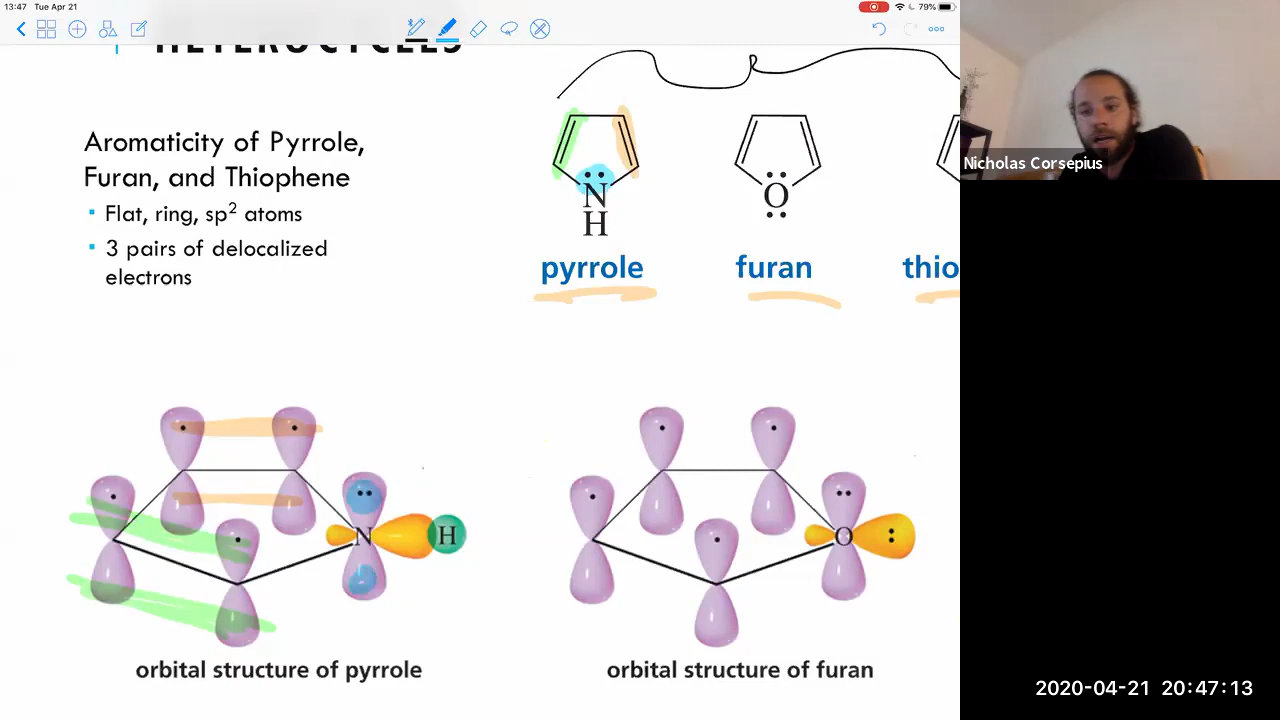 13:47 Tue Apr 21
79%
HETEROCYCLES
Aromaticity of Pyrrole,
Furan, and Thiophene
Flat, ring, sp² atoms
3 pairs of delocalized
electrons
N
H
O
pyrrole
furan
thio
N
H
O
orbital structure of pyrrole
orbital structure of furan
Nicholas Corsepius
2020-04-21 20:47:13